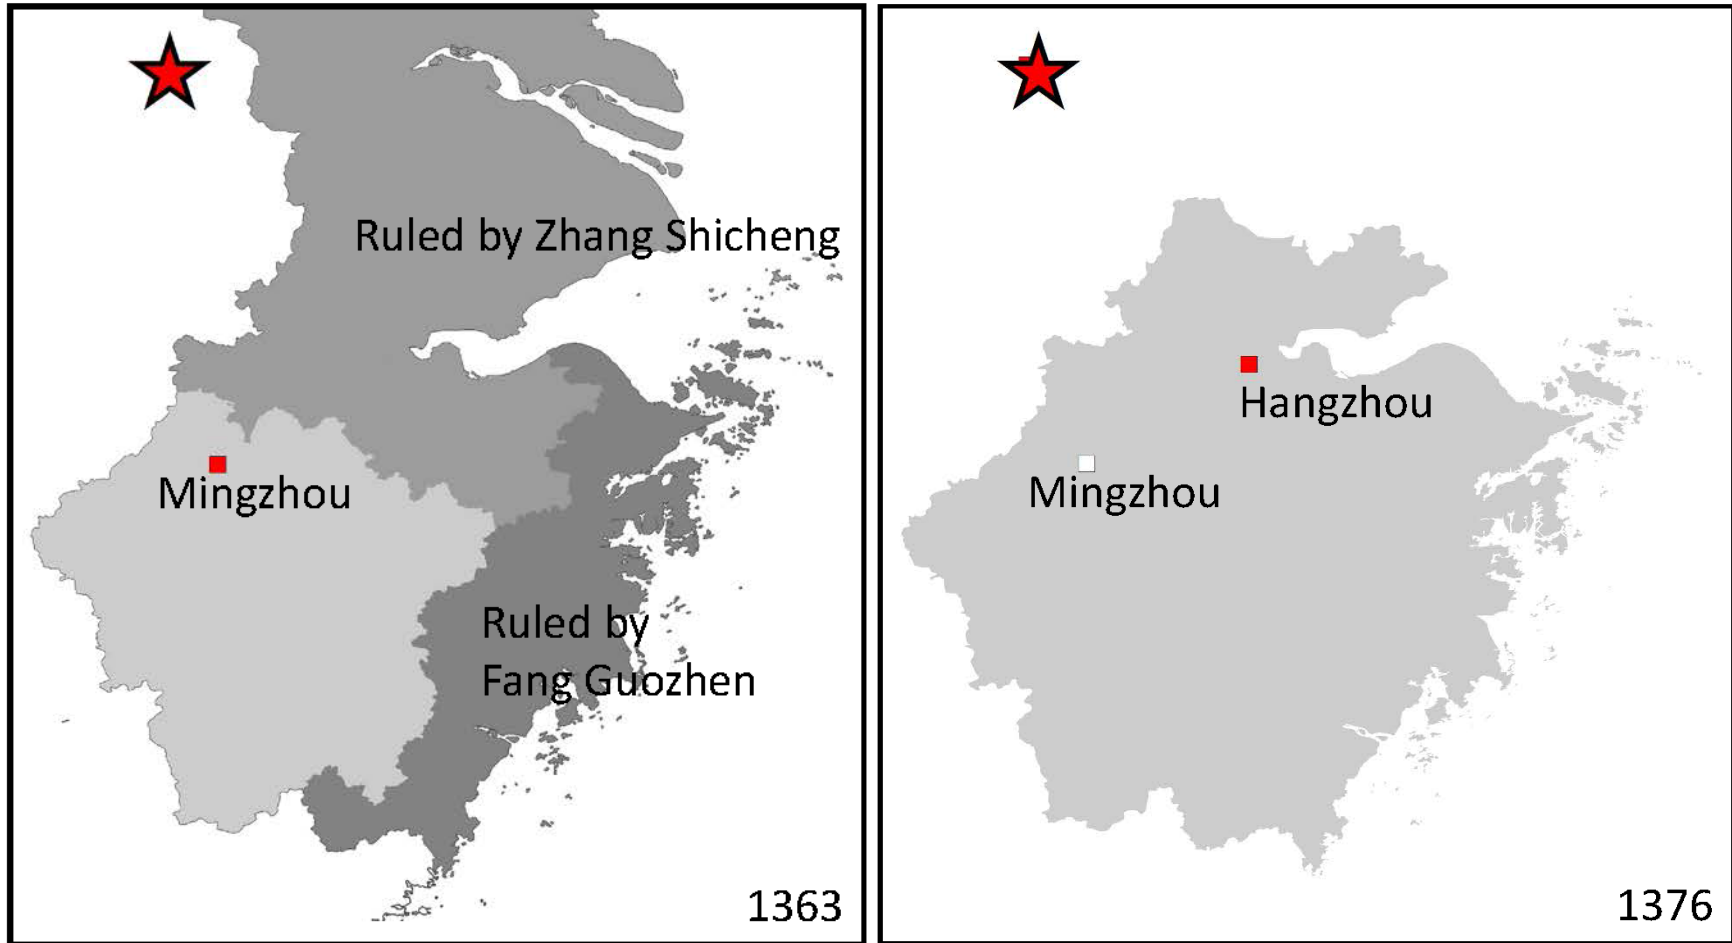 Ruled by Zhang Shicheng
Mingzhou
Ruled by
Fang Guozhen
1363
Hangzhou
Mingzhou
1376